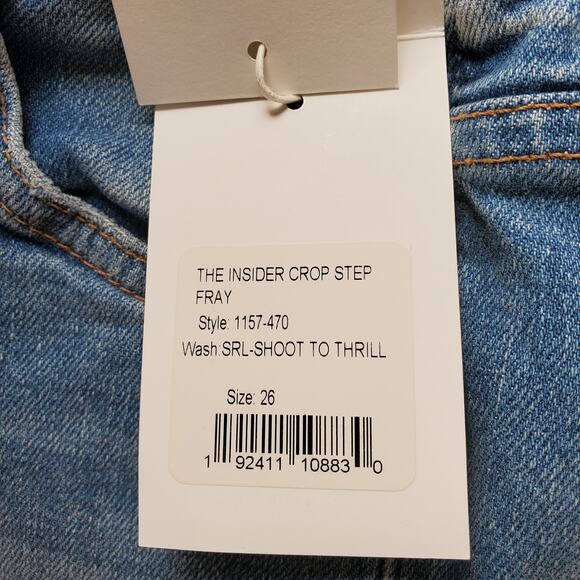 THE INSIDER CROP STEP
FRAY
Style: 1157-470
Wash:SRL-SHOOT TO THRILL
Size: 26
1 92411 10883 0